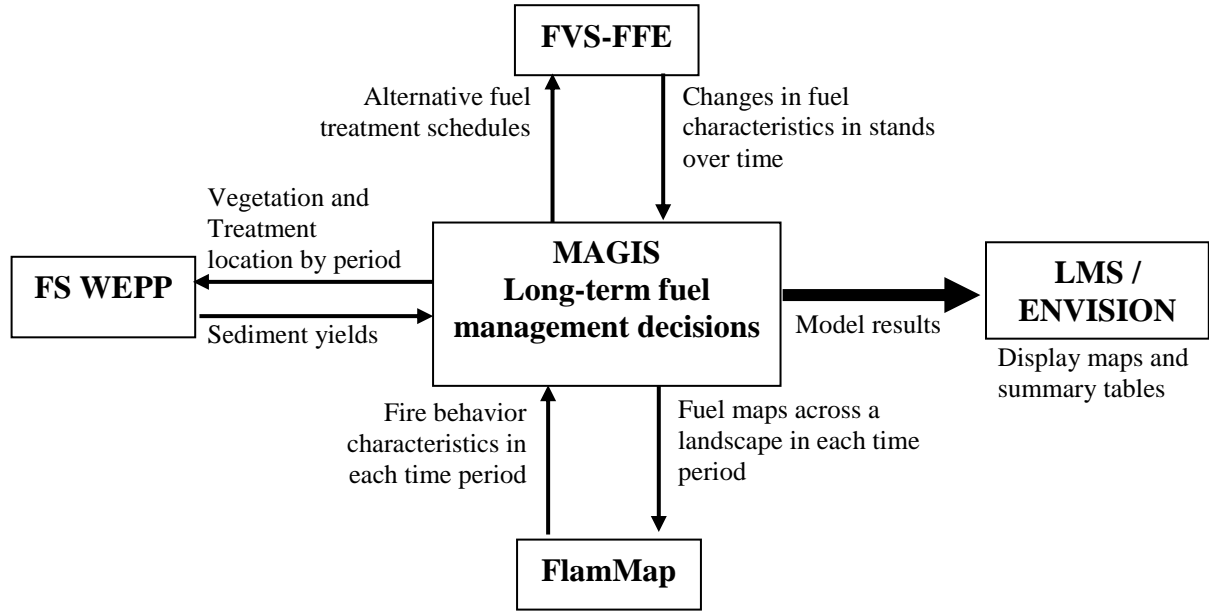 FVS-FFE
Alternative fuel
treatment schedules
Changes in fuel
characteristics in stands
over time
Vegetation and
Treatment
location by period
FS WEPP
Sediment yields
MAGIS
Long-term fuel
management decisions
Model results
LMS /
ENVISION
Display maps and
summary tables
Fire behavior
characteristics in
each time period
Fuel maps across a
landscape in each time
period
FlamMap